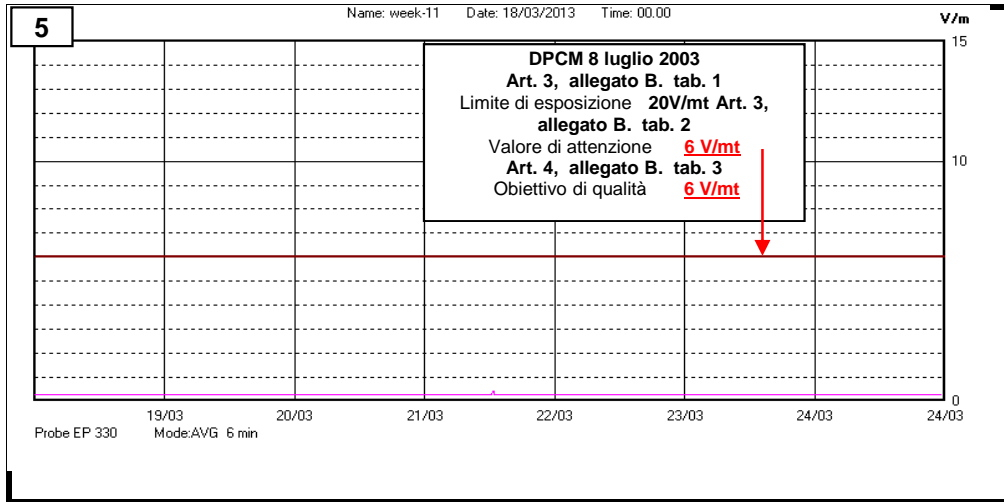 5
Name: week-11 Date: 18/03/2013 Time: 00.00
V/m
15
DPCM 8 luglio 2003
Art. 3, allegato B. tab. 1
Limite di esposizione 20V/mt Art. 3,
allegato B. tab. 2
Valore di attenzione 6 V/mt
Art. 4, allegato B. tab. 3
Obiettivo di qualità 6 V/mt
10
0
19/03 20/03 21/03 22/03 23/03 24/03 24/03
Probe EP 330 Mode:AVG 6 min